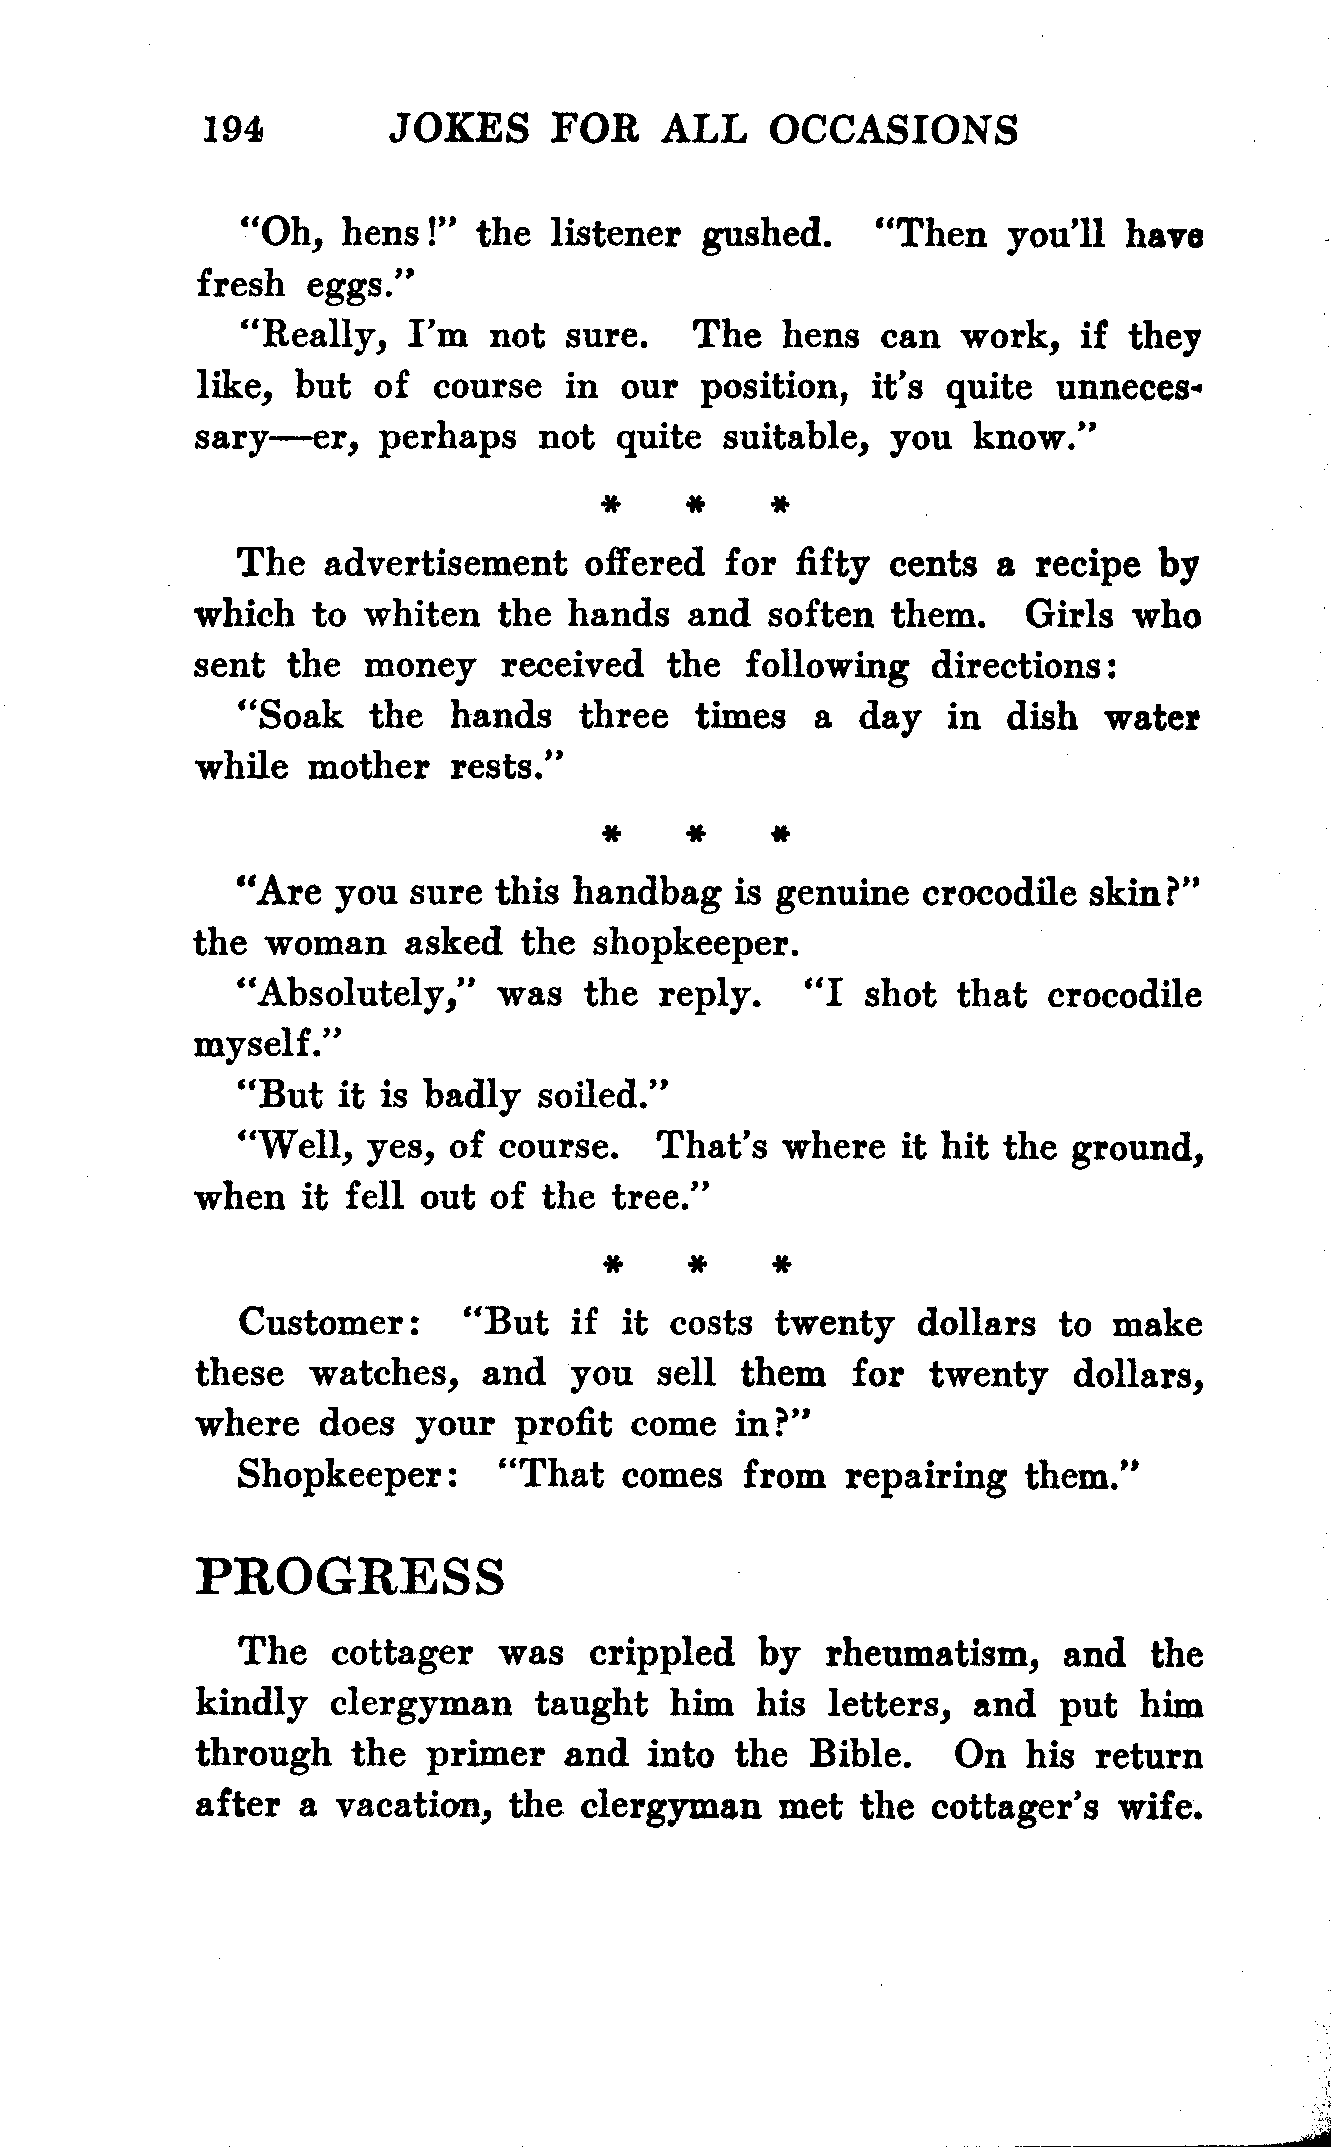 194 JOKES FOR ALL OCCASIONS
"Oh, hens!" the listener gushed. "Then you'll have
fresh eggs."
"Really, I'm not sure. The hens can work, if they
like, but of course in our position, it's quite unneces-
sary—er, perhaps not quite suitable, you know."
* * *
The advertisement offered for fifty cents a recipe by
which to whiten the hands and soften them. Girls who
sent the money received the following directions:
"Soak the hands three times a day in dish water
while mother rests."
* * *
"Are you sure this handbag is genuine crocodile skin?"
the woman asked the shopkeeper.
"Absolutely," was the reply. "I shot that crocodile
myself."
"But it is badly soiled."
"Well, yes, of course. That's where it hit the ground,
when it fell out of the tree."
* * *
Customer: "But if it costs twenty dollars to make
these watches, and you sell them for twenty dollars,
where does your profit come in?"
Shopkeeper: "That comes from repairing them."
PROGRESS
The cottager was crippled by rheumatism, and the
kindly clergyman taught him his letters, and put him
through the primer and into the Bible. On his return
after a vacation, the clergyman met the cottager's wife.